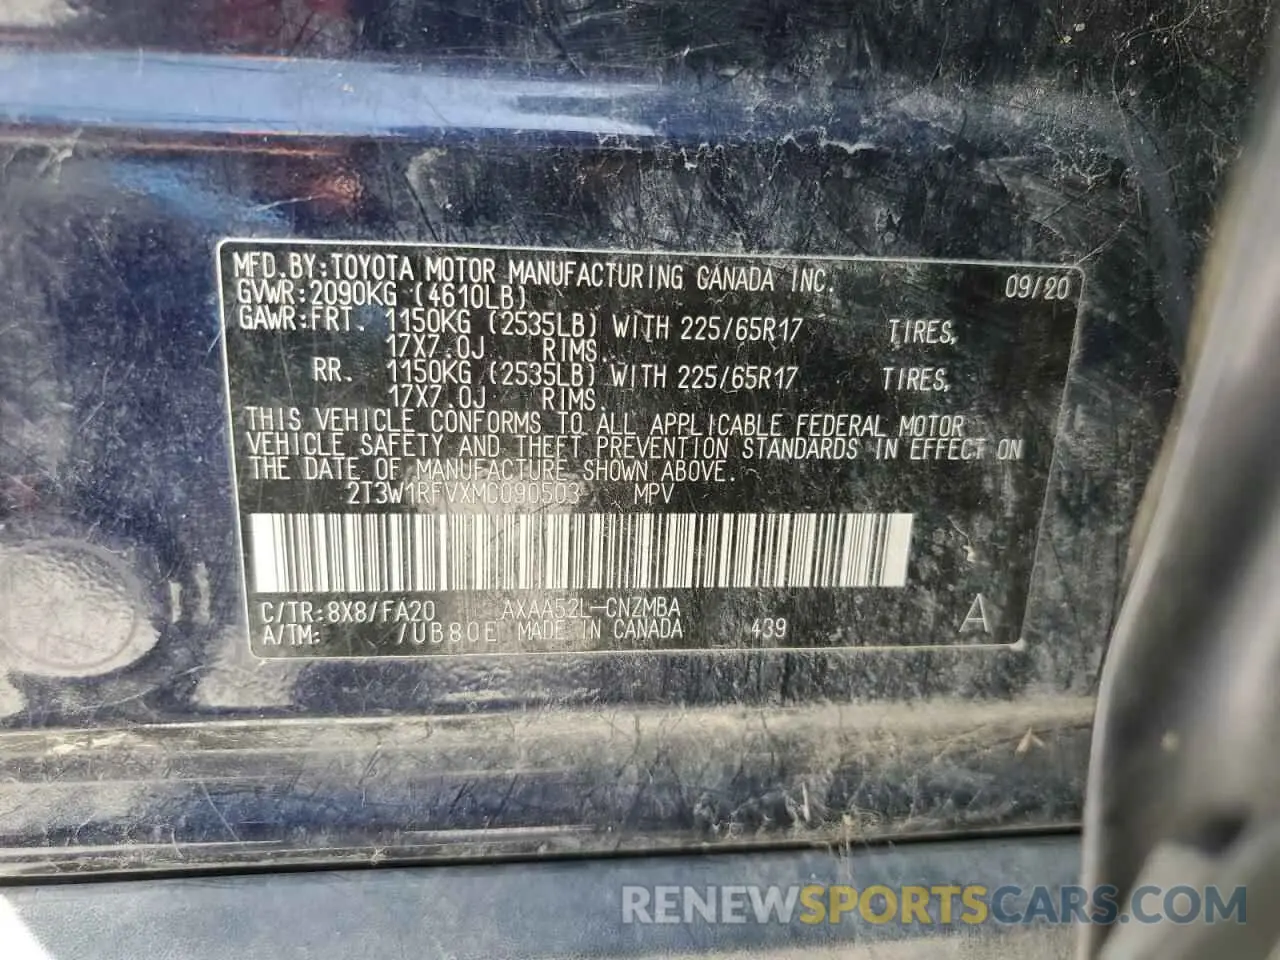 MFD.BY:TOYOTA MOTOR MANUFACTURING CANADA INC. 09/20
GVWR:2090KG (4610LB)
GAWR:FRT. 1150KG (2535LB) WITH 225/65R17 TIRES,
17X7.0J RIMS
RR. 1150KG (2535LB) WITH 225/65R17 TIRES,
17X7.0J RIMS
THIS VEHICLE CONFORMS TO ALL APPLICABLE FEDERAL MOTOR
VEHICLE SAFETY AND THEFT PREVENTION STANDARDS IN EFFECT ON
THE DATE OF MANUFACTURE SHOWN ABOVE.
2T3W1RFVXMC090503 MPV
C/TR:8X8/FA20 AXAA52L-CNZMBA
A/TM: /UB80E MADE IN CANADA 439 A
RENEWSPORTSCARS.COM